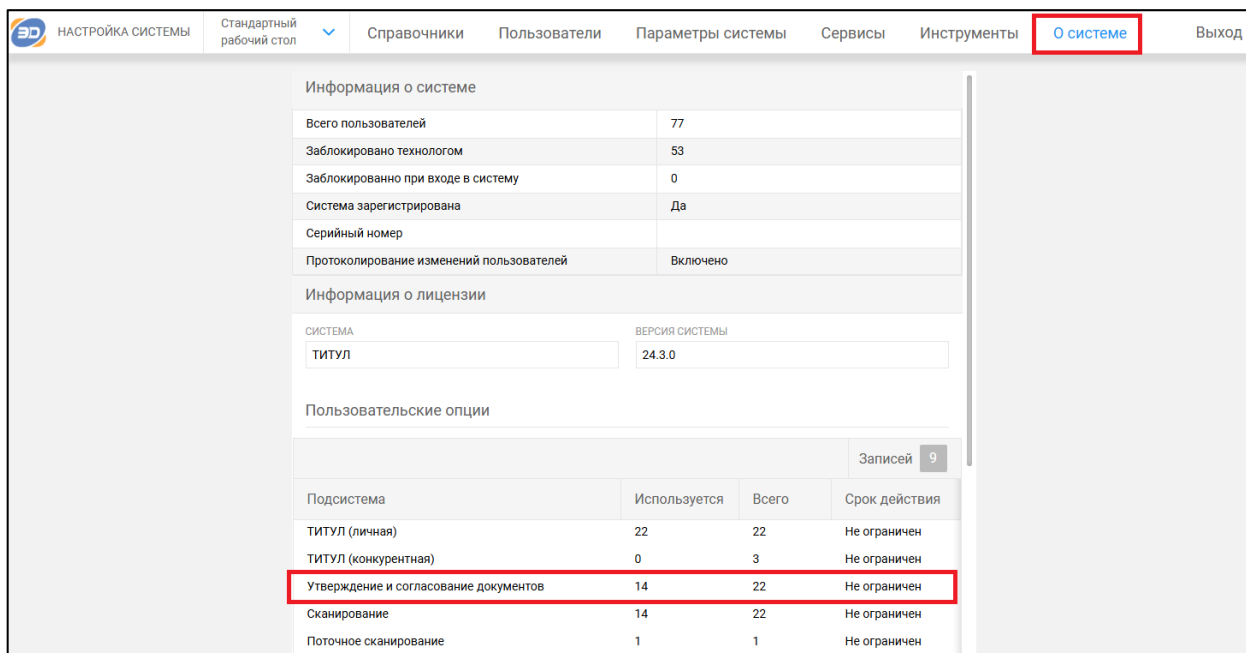 ЭD НАСТРОЙКА СИСТЕМЫ Стандартный рабочий стол Справочники Пользователи Параметры системы Сервисы Инструменты О системе Выход
Информация о системе
Всего пользователей 77
Заблокировано технологом 53
Заблокированно при входе в систему 0
Система зарегистрирована Да
Серийный номер
Протоколирование изменений пользователей Включено
Информация о лицензии
СИСТЕМА ВЕРСИЯ СИСТЕМЫ
ТИТУЛ 24.3.0
Пользовательские опции
Записей 9
Подсистема Используется Всего Срок действия
ТИТУЛ (личная) 22 22 Не ограничен
ТИТУЛ (конкурентная) 0 3 Не ограничен
Утверждение и согласование документов 14 22 Не ограничен
Сканирование 14 22 Не ограничен
Поточное сканирование 1 1 Не ограничен